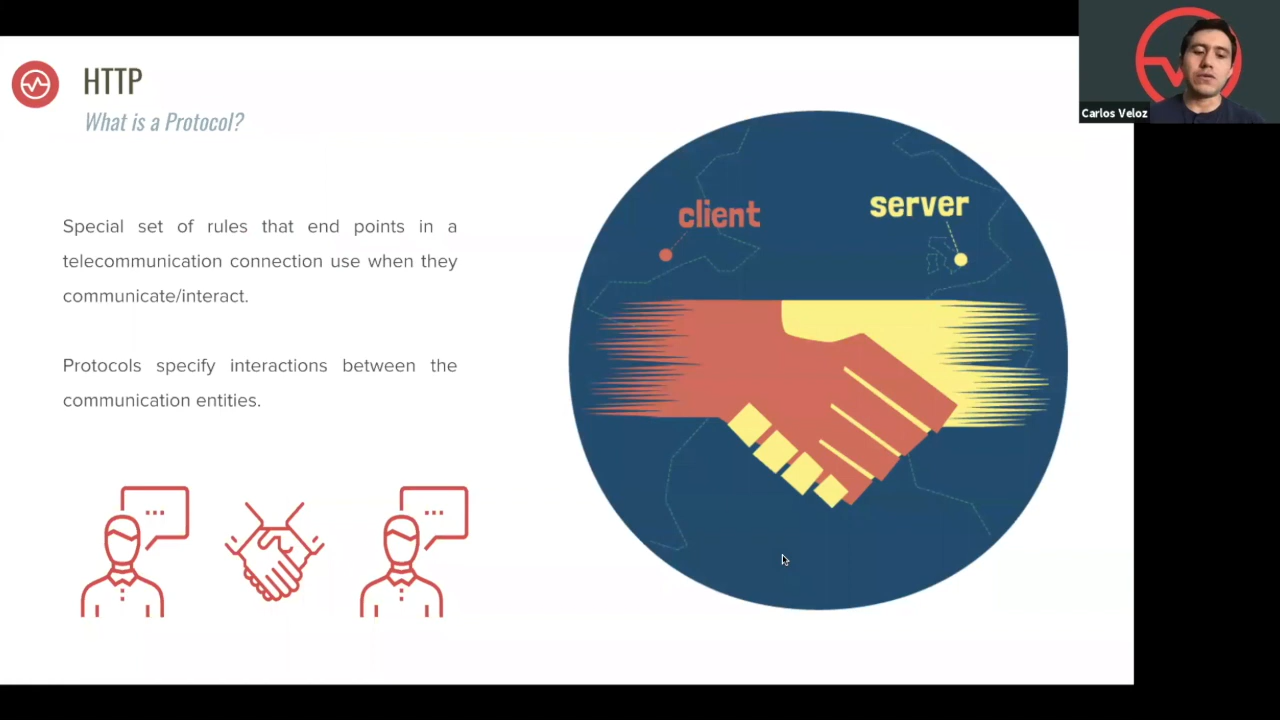 HTTP
What is a Protocol?
Special set of rules that end points in a
telecommunication connection use when they
communicate/interact.
Protocols specify interactions between the
communication entities.
client
server
Carlos Veloz